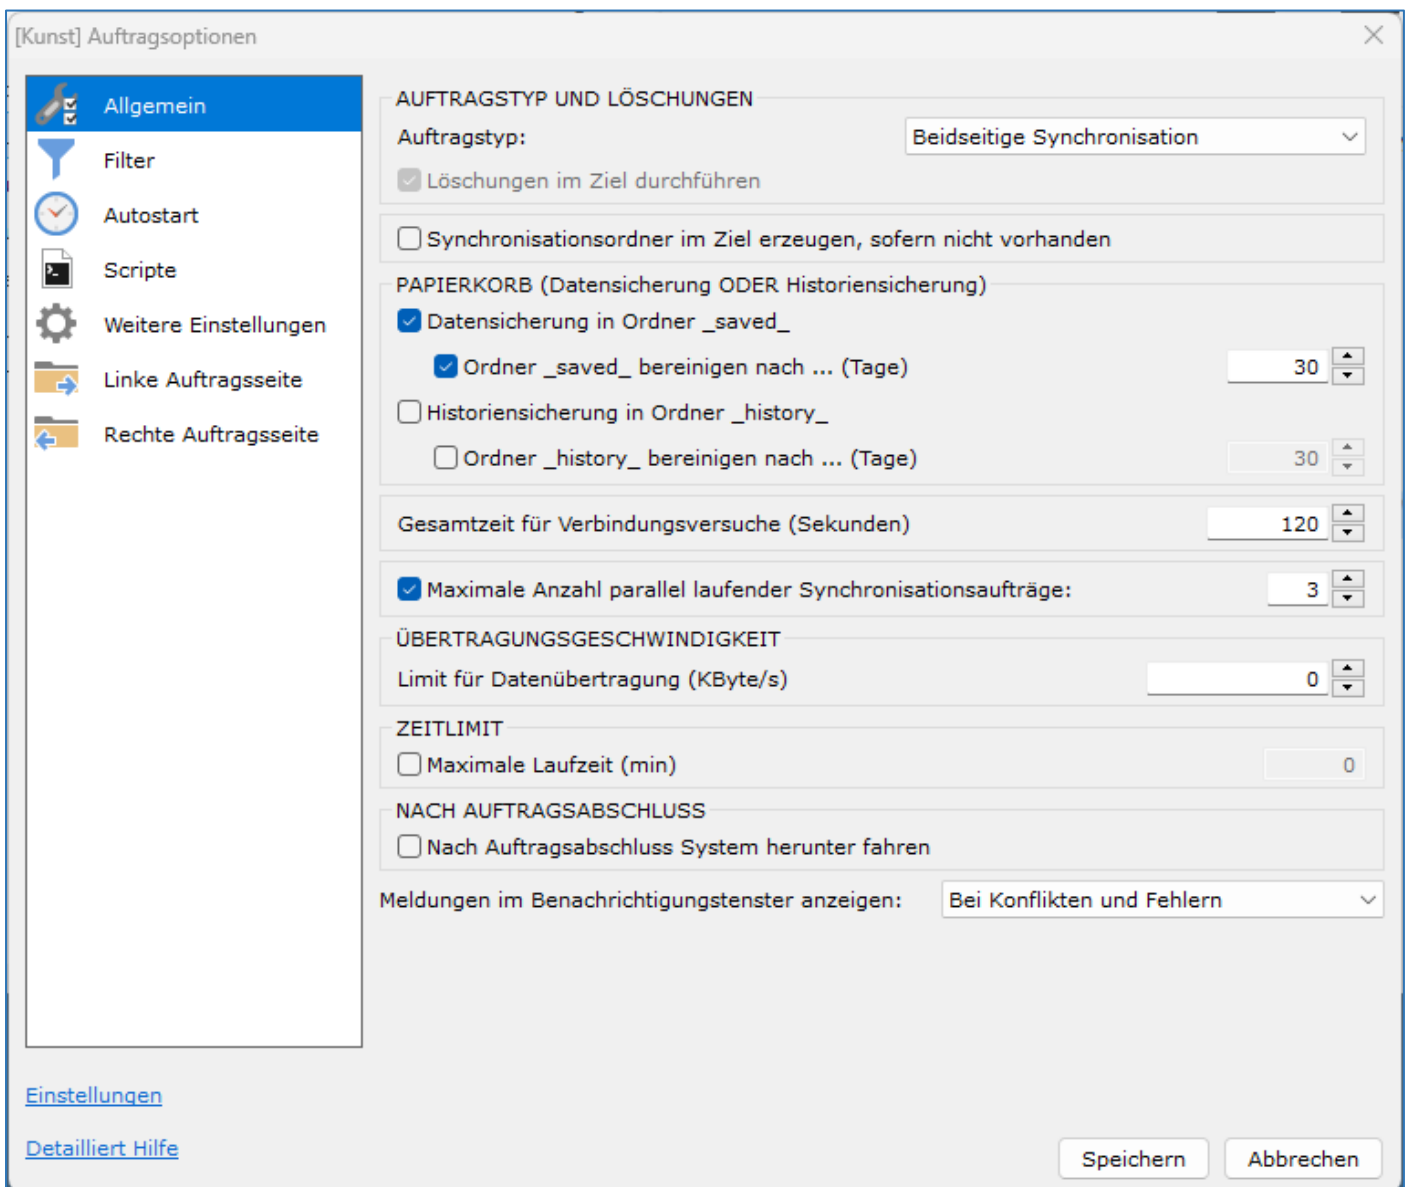 [Kunst] Auftragsoptionen
Allgemein
Filter
Autostart
Scripte
Weitere Einstellungen
Linke Auftragsseite
Rechte Auftragsseite
AUFTRAGSTYP UND LÖSCHUNGEN
Auftragstyp: Beidseitige Synchronisation
Löschungen im Ziel durchführen
Synchronisationsordner im Ziel erzeugen, sofern nicht vorhanden
PAPIERKORB (Datensicherung ODER Historiensicherung)
Datensicherung in Ordner _saved_
Ordner _saved_ bereinigen nach ... (Tage) 30
Historiensicherung in Ordner _history_
Ordner _history_ bereinigen nach ... (Tage) 30
Gesamtzeit für Verbindungsversuche (Sekunden) 120
Maximale Anzahl parallel laufender Synchronisationsaufträge: 3
ÜBERTRAGUNGSGESCHWINDIGKEIT
Limit für Datenübertragung (KByte/s) 0
ZEITLIMIT
Maximale Laufzeit (min) 0
NACH AUFTRAGSABSCHLUSS
Nach Auftragsabschluss System herunter fahren
Meldungen im Benachrichtigungstenster anzeigen: Bei Konflikten und Fehlern
Einstellungen
Detailliert Hilfe
Speichern Abbrechen